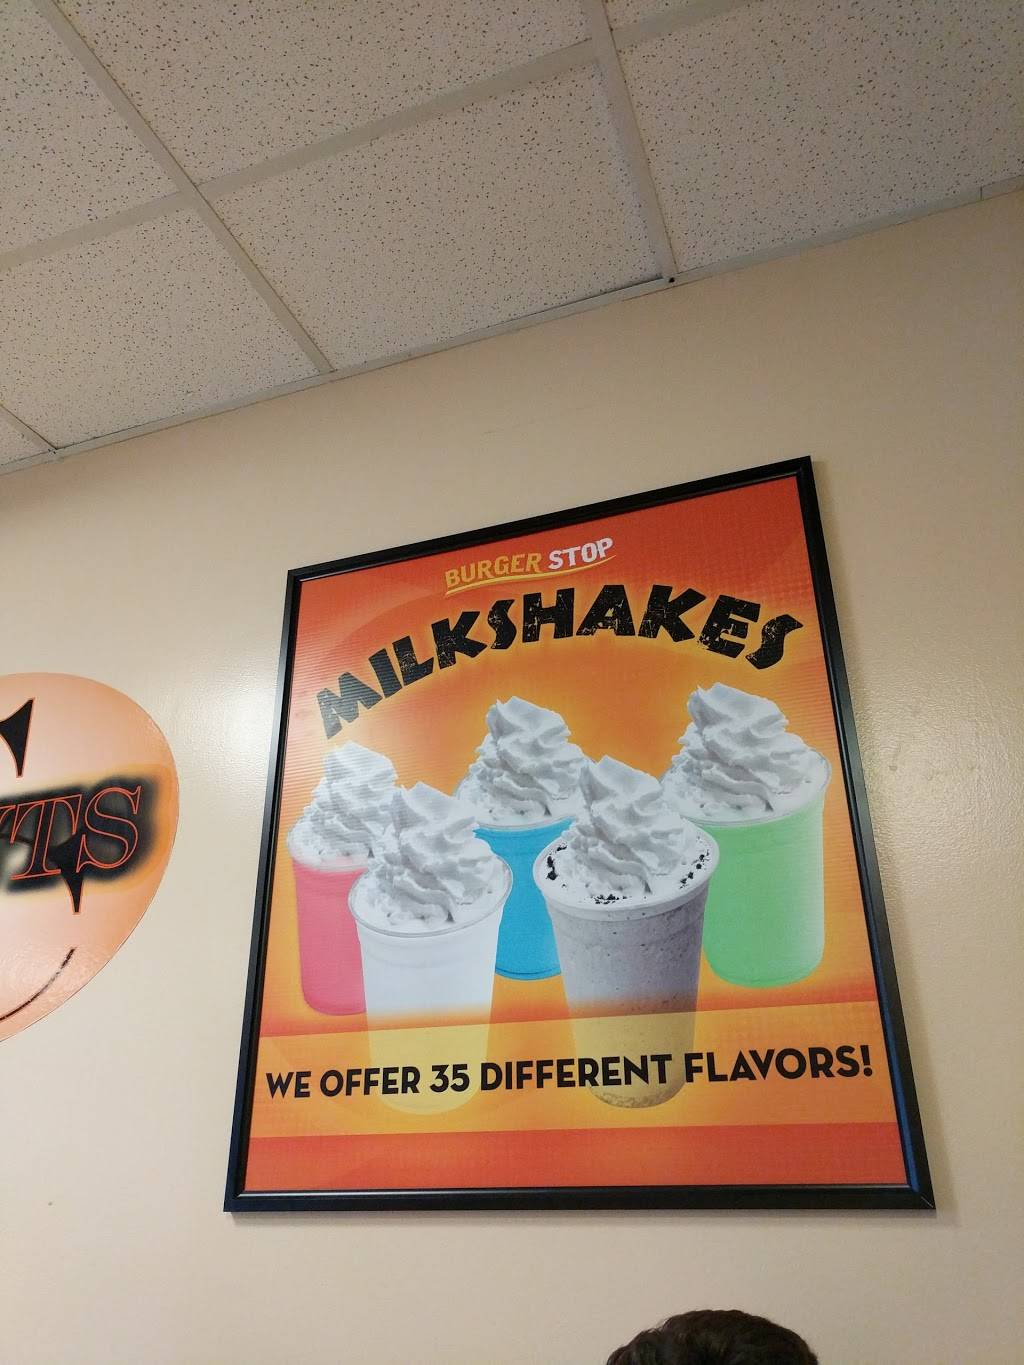 BURGER STOP
MILKSHAKES
WE OFFER 35 DIFFERENT FLAVORS!